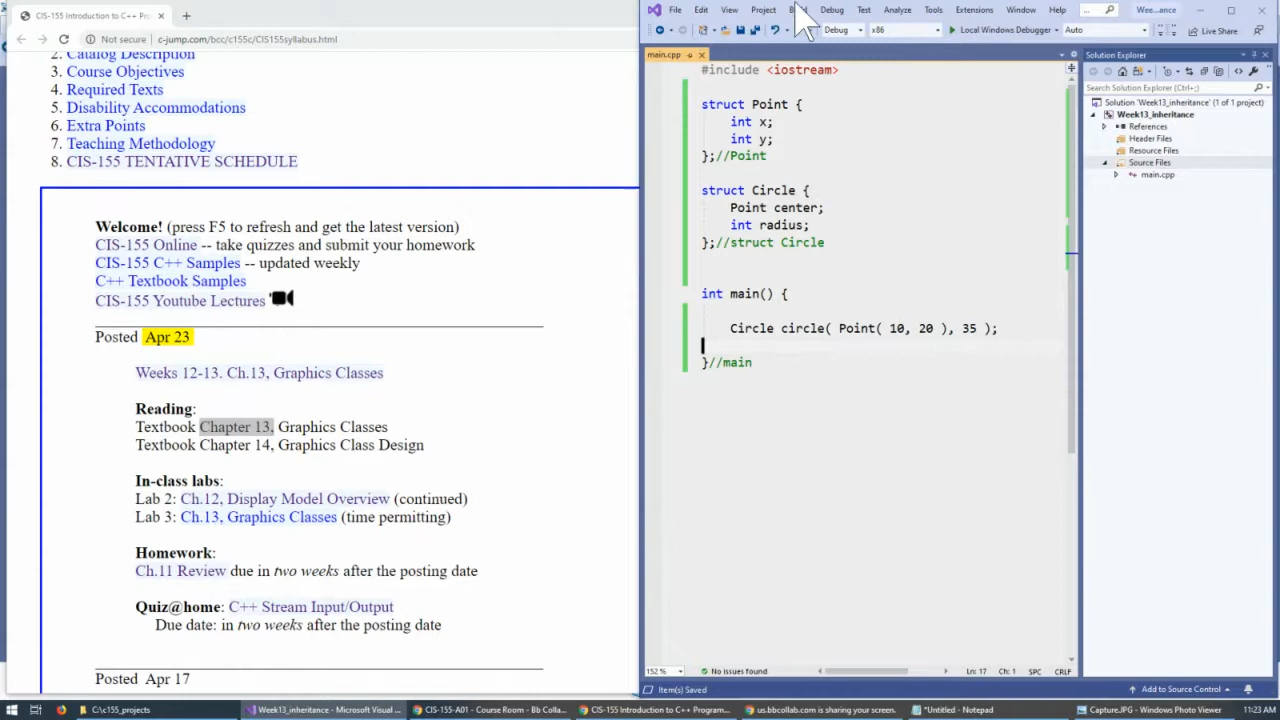 CIS-155 Introduction to C++ Pro
Not secure | c-jump.com/bcc/c155c/CIS155syllabus.html
2. Catalog Description
3. Course Objectives
4. Required Texts
5. Disability Accommodations
6. Extra Points
7. Teaching Methodology
8. CIS-155 TENTATIVE SCHEDULE
Welcome! (press F5 to refresh and get the latest version)
CIS-155 Online -- take quizzes and submit your homework
CIS-155 C++ Samples -- updated weekly
C++ Textbook Samples
CIS-155 Youtube Lectures
Posted Apr 23
Weeks 12-13. Ch.13, Graphics Classes
Reading:
Textbook Chapter 13, Graphics Classes
Textbook Chapter 14, Graphics Class Design
In-class labs:
Lab 2: Ch.12, Display Model Overview (continued)
Lab 3: Ch.13, Graphics Classes (time permitting)
Homework:
Ch.11 Review due in two weeks after the posting date
Quiz@home: C++ Stream Input/Output
Due date: in two weeks after the posting date
Posted Apr 17
File Edit View Project Debug Test Analyze Tools Extensions Window Help ... Wee...ance
Debug x86 Local Windows Debugger Auto Live Share
main.cpp
#include <iostream>
struct Point {
int x;
int y;
};//Point
struct Circle {
Point center;
int radius;
};//struct Circle
int main() {
Circle circle( Point( 10, 20 ), 35 );
}//main
152 % No issues found Ln: 17 Ch: 1 SPC CRLF
Solution Explorer
Search Solution Explorer (Ctrl+;)
Solution 'Week13_inheritance' (1 of 1 project)
Week13_inheritance
References
Header Files
Resource Files
Source Files
main.cpp
Item(s) Saved Add to Source Control
C:\c155_projects Week13_inheritance - Microsoft Visual ... CIS-155-A01 - Course Room - Bb Colla... CIS-155 Introduction to C++ Program... us.bbcollab.com is sharing your screen. *Untitled - Notepad Capture.JPG - Windows Photo Viewer 11:23 AM